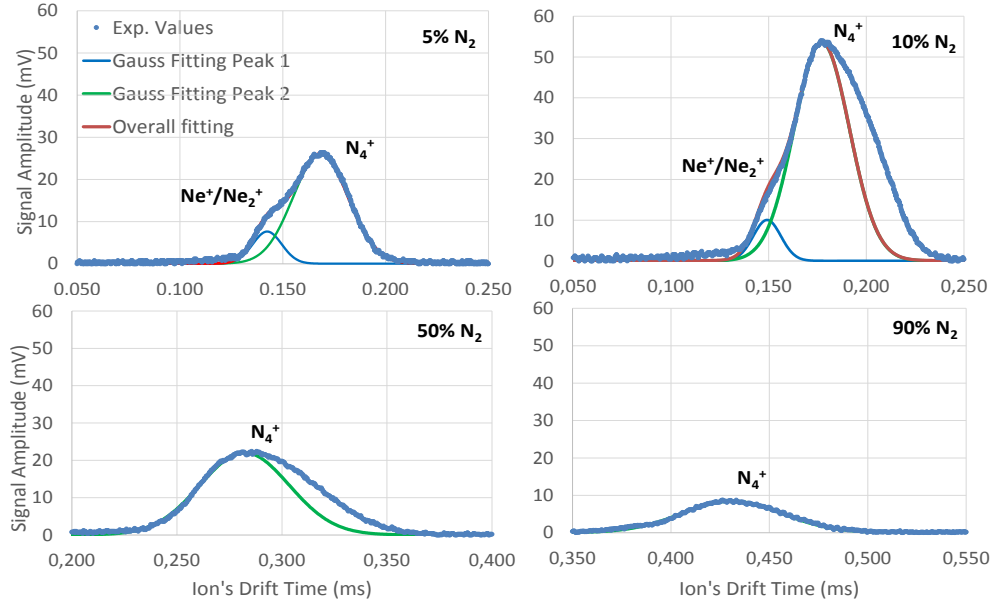 60
50
40
30
20
10
0
Signal Amplitude (mV)
Exp. Values
Gauss Fitting Peak 1
Gauss Fitting Peak 2
Overall fitting
5% N₂
Ne⁺/Ne₂⁺
N₄⁺
0.050 0.100 0.150 0.200 0.250
60
50
40
30
20
10
0
10% N₂
N₄⁺
Ne⁺/Ne₂⁺
0,050 0,100 0,150 0,200 0,250
60
50
40
30
20
10
0
Signal Amplitude (mV)
50% N₂
N₄⁺
0,200 0,250 0,300 0,350 0,400
Ion's Drift Time (ms)
60
50
40
30
20
10
0
90% N₂
N₄⁺
0,350 0,400 0,450 0,500 0,550
Ion's Drift Time (ms)